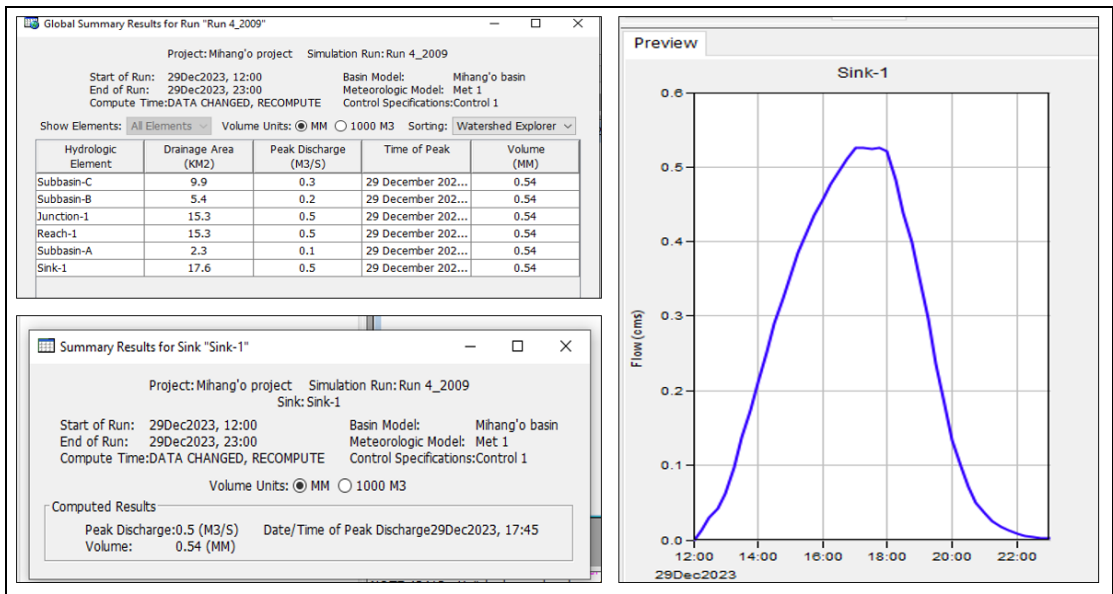 Global Summary Results for Run "Run 4_2009"
Project: Mihang'o project Simulation Run: Run 4_2009
Start of Run: 29Dec2023, 12:00 Basin Model: Mihang'o basin
End of Run: 29Dec2023, 23:00 Meteorologic Model: Met 1
Compute Time:DATA CHANGED, RECOMPUTE Control Specifications:Control 1
Show Elements: All Elements Volume Units: MM 1000 M3 Sorting: Watershed Explorer
Hydrologic Element Drainage Area (KM2) Peak Discharge (M3/S) Time of Peak Volume (MM)
Subbasin-C 9.9 0.3 29 December 202... 0.54
Subbasin-B 5.4 0.2 29 December 202... 0.54
Junction-1 15.3 0.5 29 December 202... 0.54
Reach-1 15.3 0.5 29 December 202... 0.54
Subbasin-A 2.3 0.1 29 December 202... 0.54
Sink-1 17.6 0.5 29 December 202... 0.54
Summary Results for Sink "Sink-1"
Project: Mihang'o project Simulation Run: Run 4_2009
Sink: Sink-1
Start of Run: 29Dec2023, 12:00 Basin Model: Mihang'o basin
End of Run: 29Dec2023, 23:00 Meteorologic Model: Met 1
Compute Time:DATA CHANGED, RECOMPUTE Control Specifications:Control 1
Volume Units: MM 1000 M3
Computed Results
Peak Discharge:0.5 (M3/S) Date/Time of Peak Discharge29Dec2023, 17:45
Volume: 0.54 (MM)
Preview
Sink-1
0.6
0.5
0.4
0.3
0.2
0.1
0.0
Flow (cms)
12:00 14:00 16:00 18:00 20:00 22:00
29Dec2023